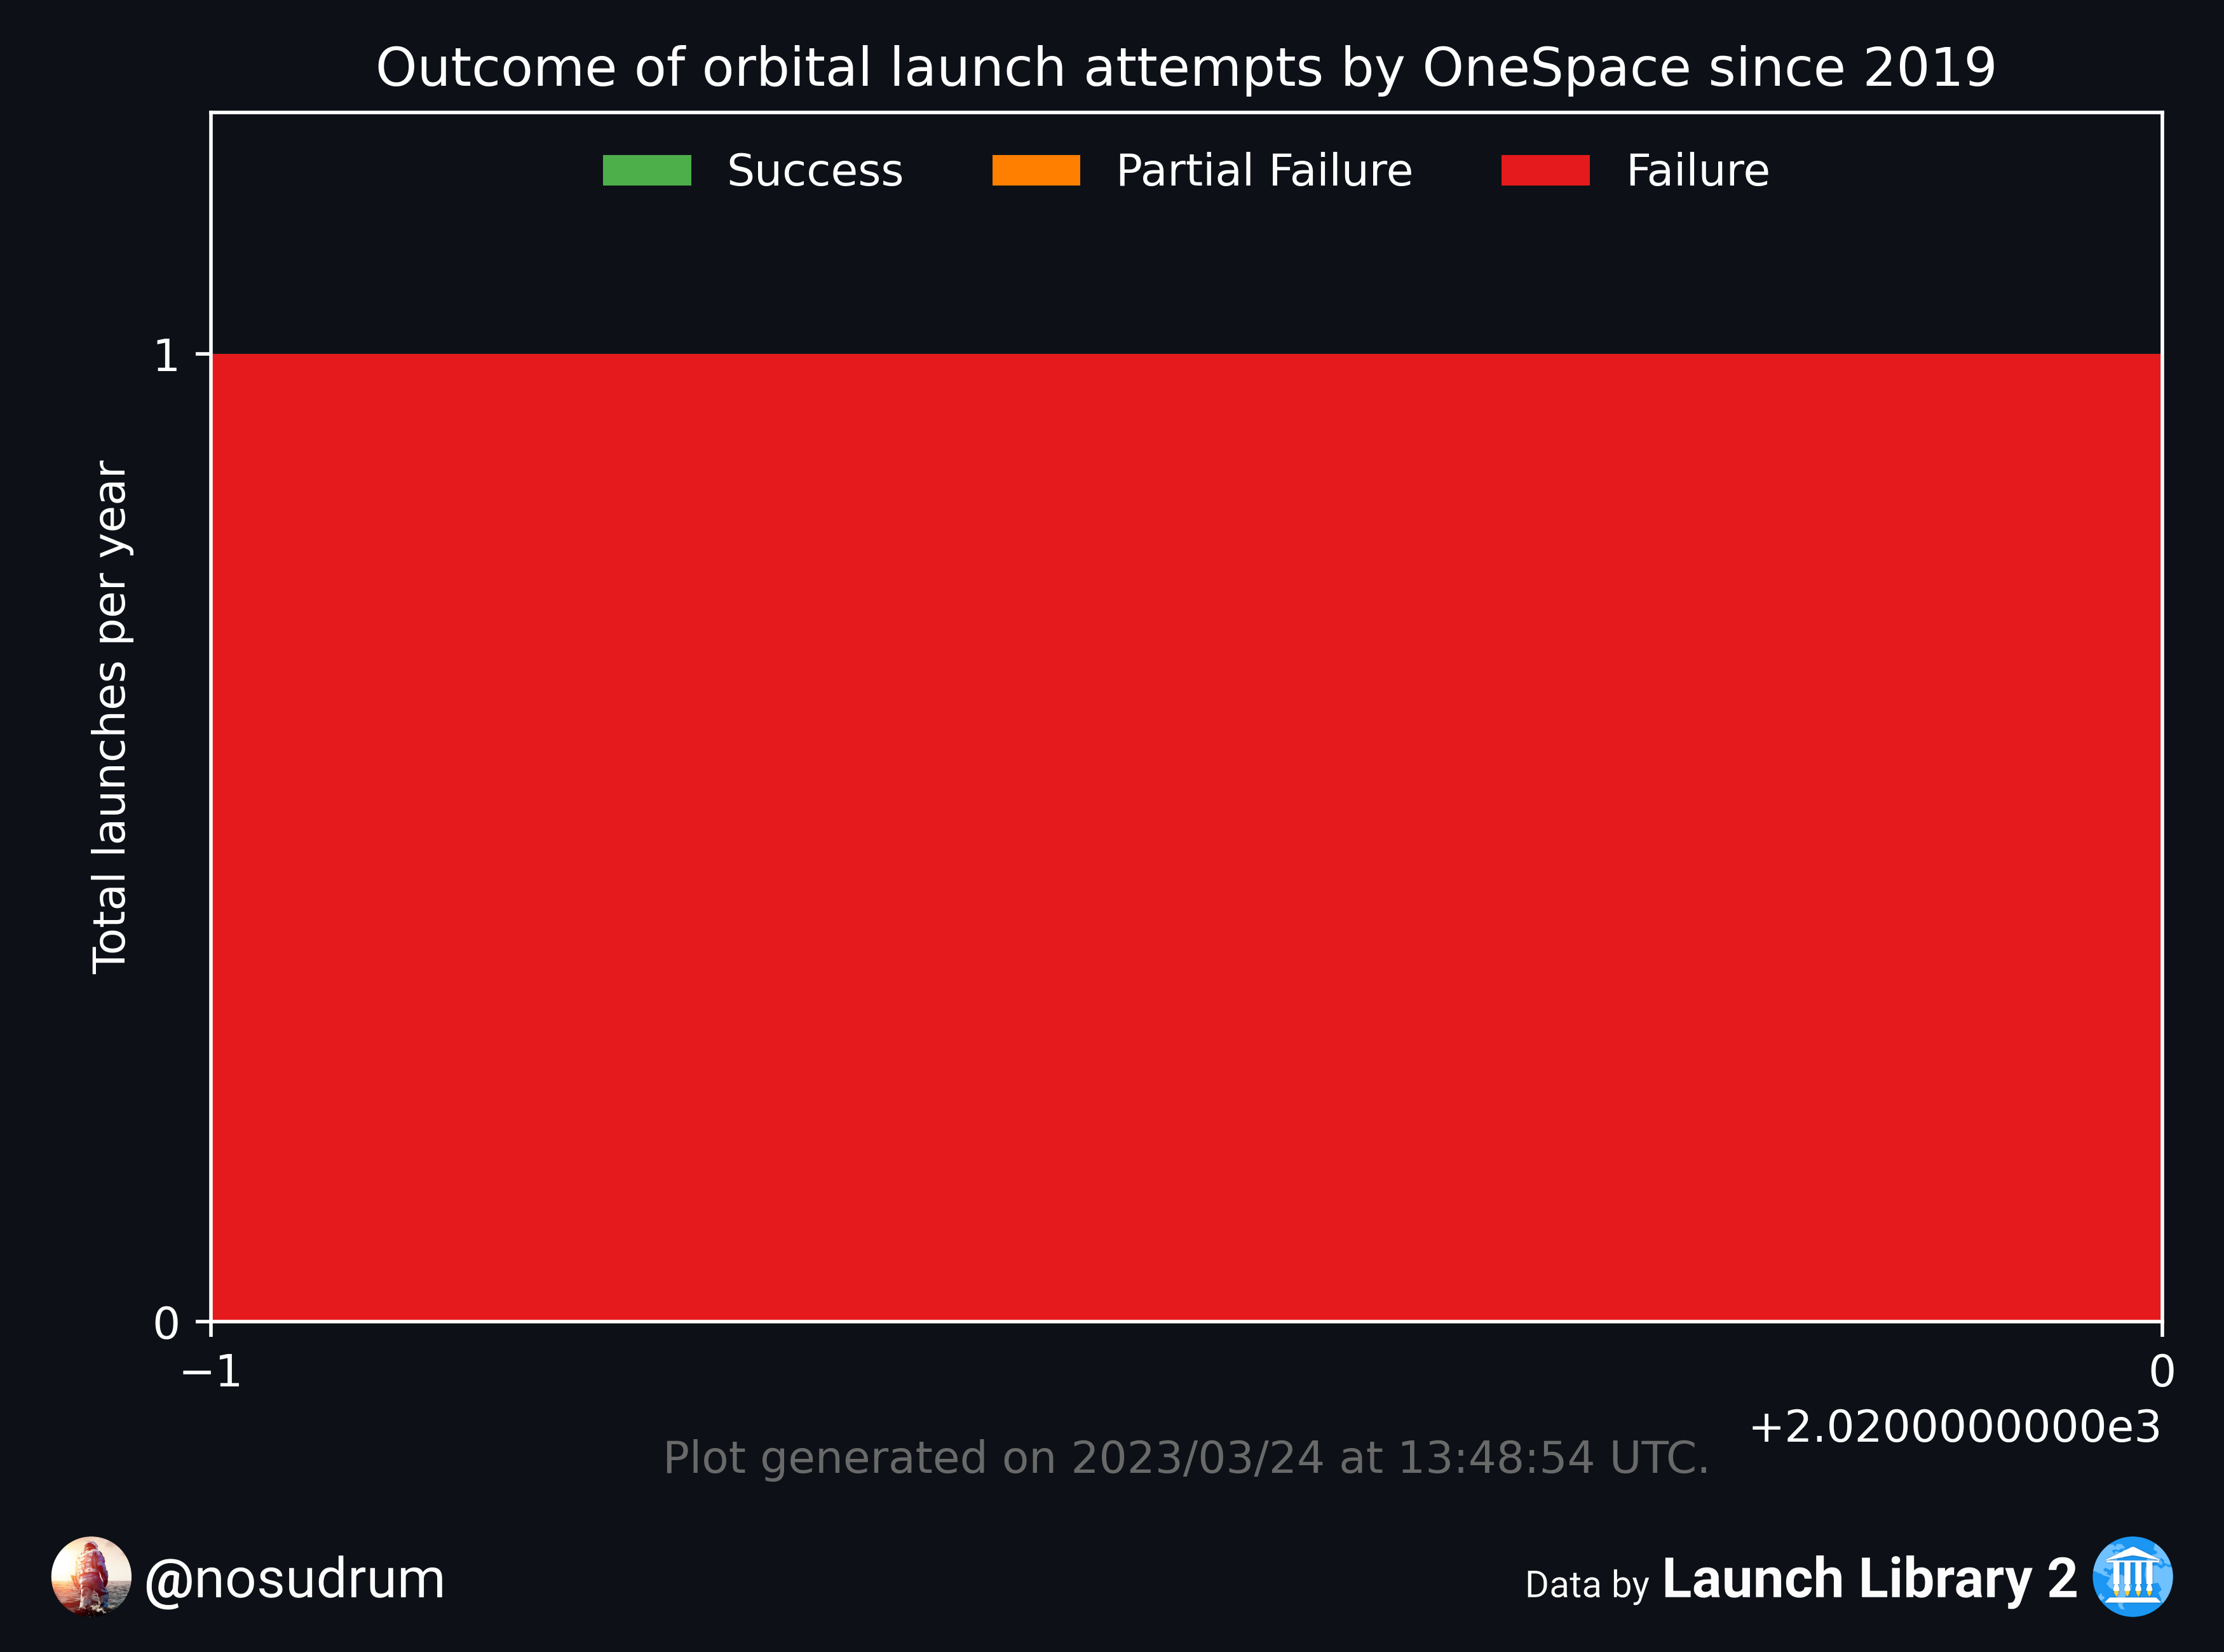 Outcome of orbital launch attempts by OneSpace since 2019
Success Partial Failure Failure
1
Total launches per year
0
−1 0
+2.0200000000e3
Plot generated on 2023/03/24 at 13:48:54 UTC.
@nosudrum
Data by Launch Library 2